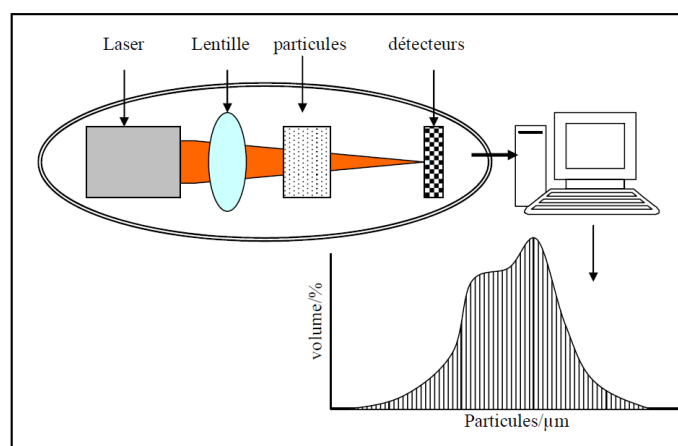 Laser
Lentille
particules
détecteurs
volume/%
Particules/µm